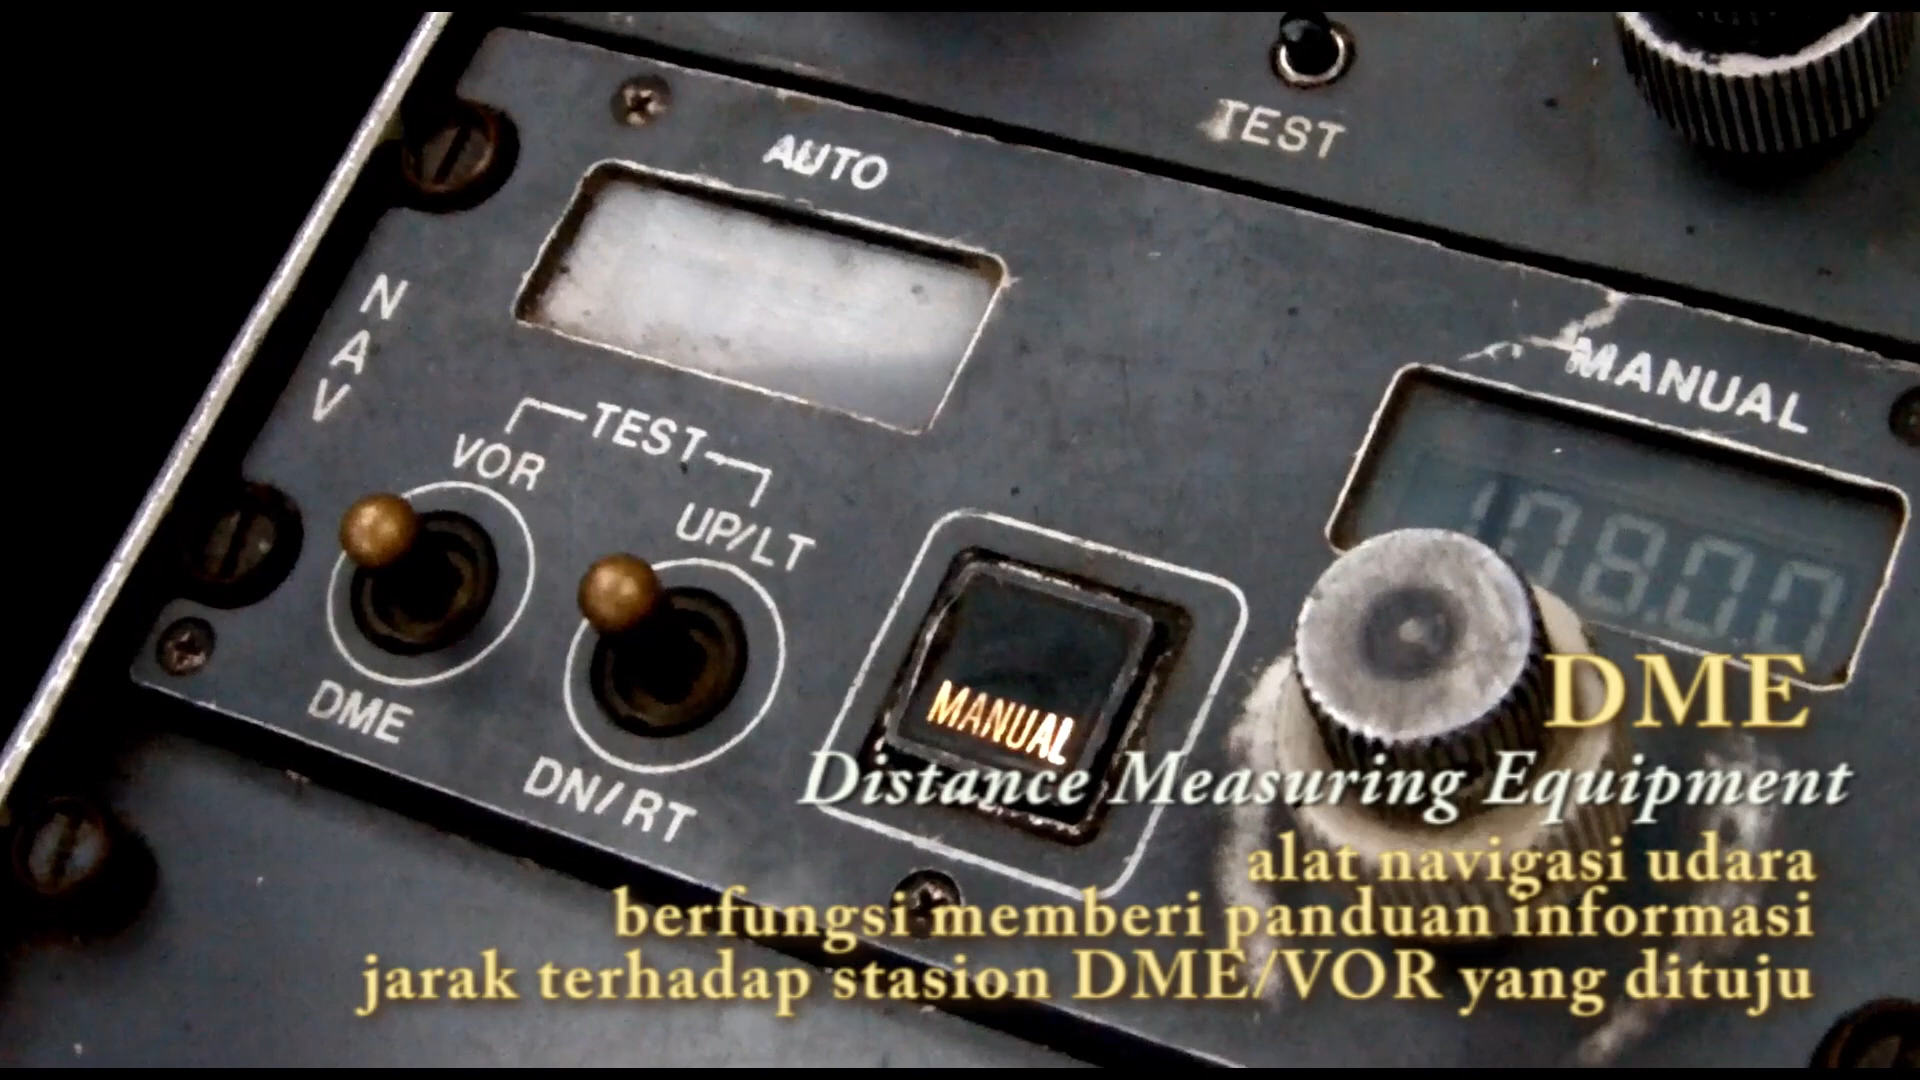 TEST
AUTO
NAV
MANUAL
TEST
VOR
UP/LT
108.00
DME
DN/RT
MANUAL
DME
Distance Measuring Equipment
alat navigasi udara
berfungsi memberi panduan informasi
jarak terhadap stasion DME/VOR yang dituju